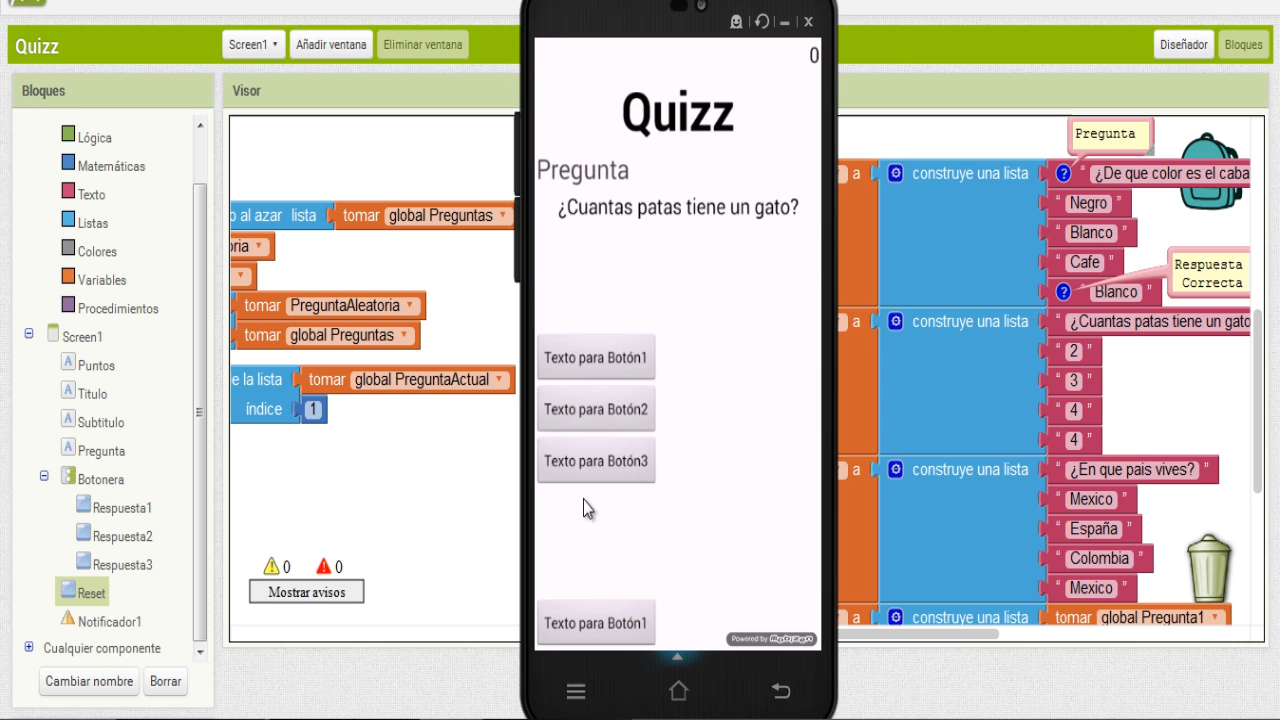 Quizz
Screen1
Añadir ventana
Eliminar ventana
Diseñador
Bloques
Bloques
Visor
Lógica
Matemáticas
Texto
Listas
Colores
Variables
Procedimientos
Screen1
Puntos
Titulo
Subtitulo
Pregunta
Botonera
Respuesta1
Respuesta2
Respuesta3
Reset
Notificador1
Cualquier componente
Cambiar nombre
Borrar
o al azar lista
tomar global Preguntas
oria
tomar PreguntaAleatoria
tomar global Preguntas
e la lista
tomar global PreguntaActual
índice
1
0
0
Mostrar avisos
0
Quizz
Pregunta
¿Cuantas patas tiene un gato?
Texto para Botón1
Texto para Botón2
Texto para Botón3
Texto para Botón1
Powered by Mobizen
Pregunta
a construye una lista
“ ¿De que color es el caba
“ Negro ”
“ Blanco ”
“ Cafe ”
“ Blanco ”
Respuesta
Correcta
a construye una lista
“ ¿Cuantas patas tiene un gato
“ 2 ”
“ 3 ”
“ 4 ”
“ 4 ”
a construye una lista
“ ¿En que pais vives? ”
“ Mexico ”
“ España ”
“ Colombia ”
“ Mexico ”
a construye una lista
tomar global Pregunta1